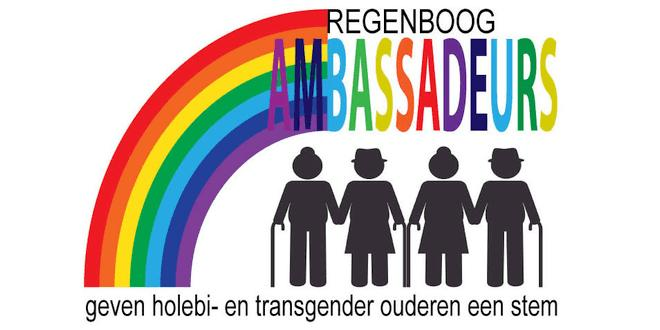 REGENBOOG
AMBASSADEURS
geven holebi- en transgender ouderen een stem